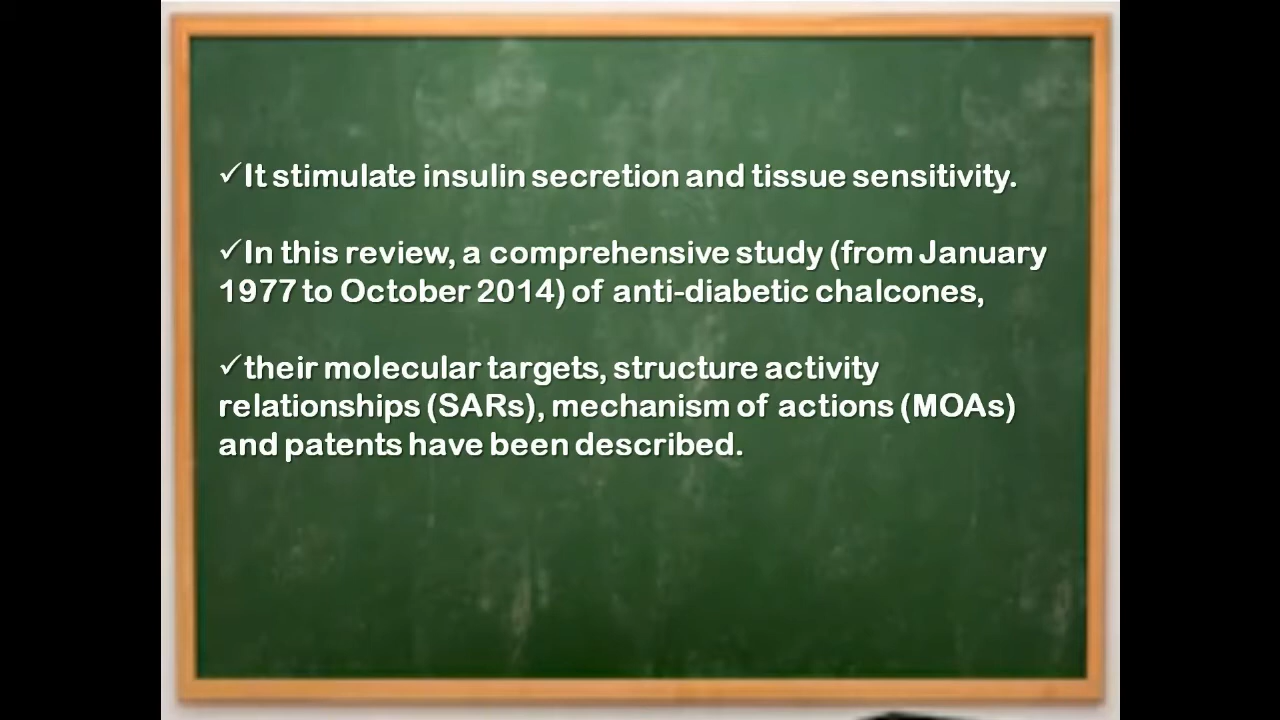 ✓It stimulate insulin secretion and tissue sensitivity.
✓In this review, a comprehensive study (from January
1977 to October 2014) of anti-diabetic chalcones,
✓their molecular targets, structure activity
relationships (SARs), mechanism of actions (MOAs)
and patents have been described.